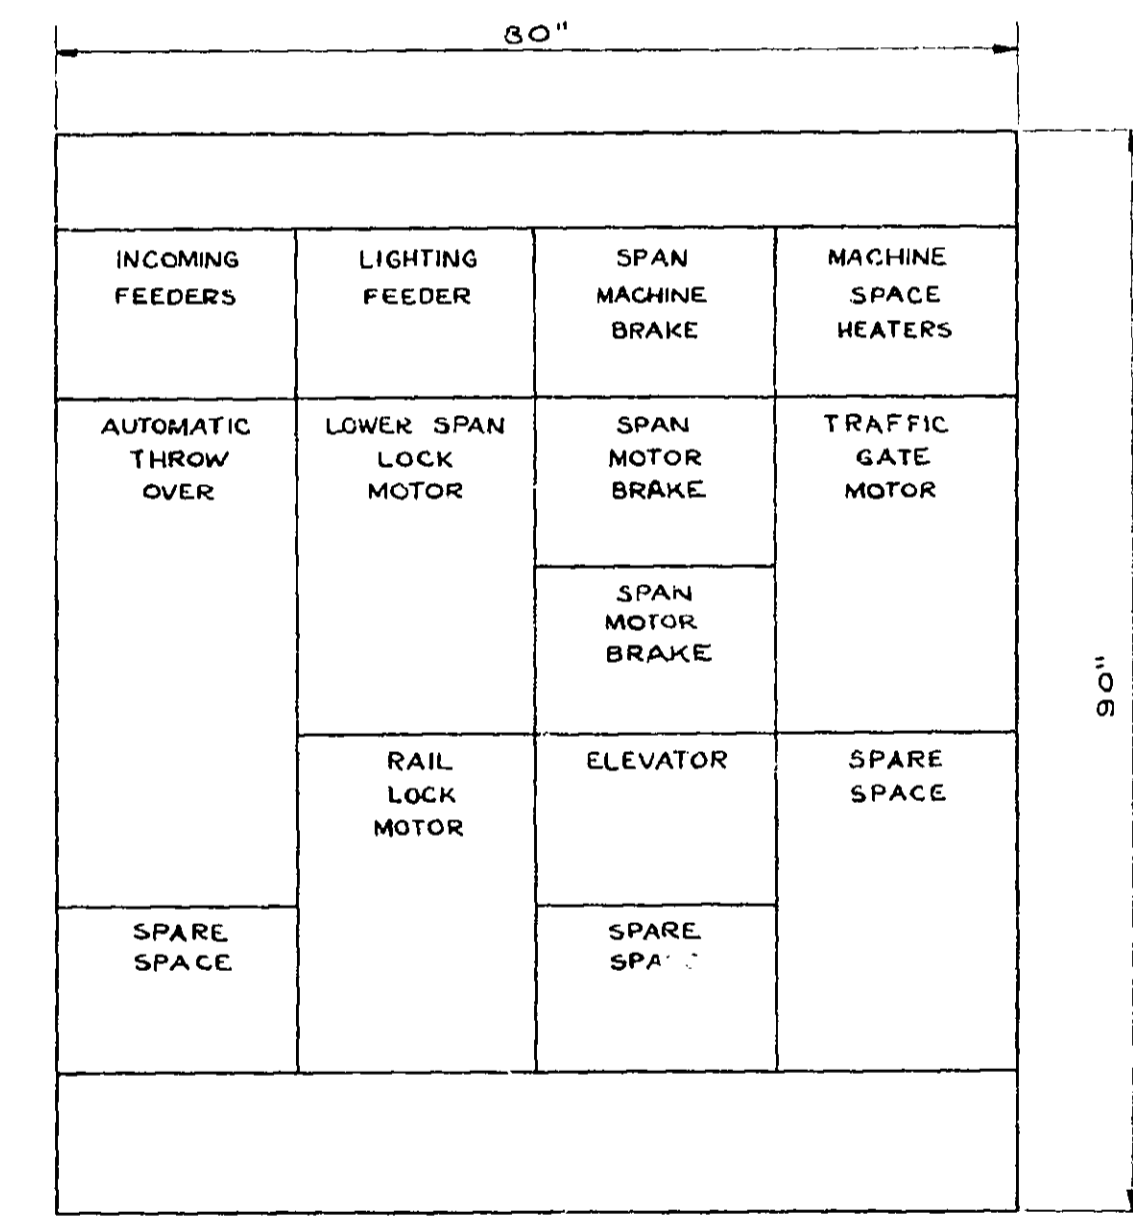 80"
INCOMING
FEEDERS
LIGHTING
FEEDER
SPAN
MACHINE
BRAKE
MACHINE
SPACE
HEATERS
AUTOMATIC
THROW
OVER
LOWER SPAN
LOCK
MOTOR
SPAN
MOTOR
BRAKE
TRAFFIC
GATE
MOTOR
SPAN
MOTOR
BRAKE
90"
RAIL
LOCK
MOTOR
ELEVATOR
SPARE
SPACE
SPARE
SPACE
SPARE